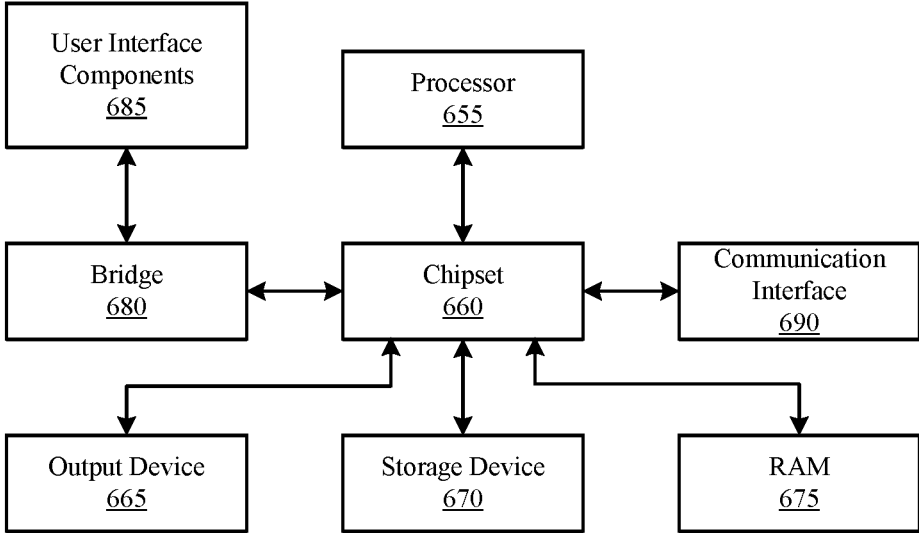 User Interface
Components
685
Processor
655
Bridge
680
Chipset
660
Communication
Interface
690
Output Device
665
Storage Device
670
RAM
675